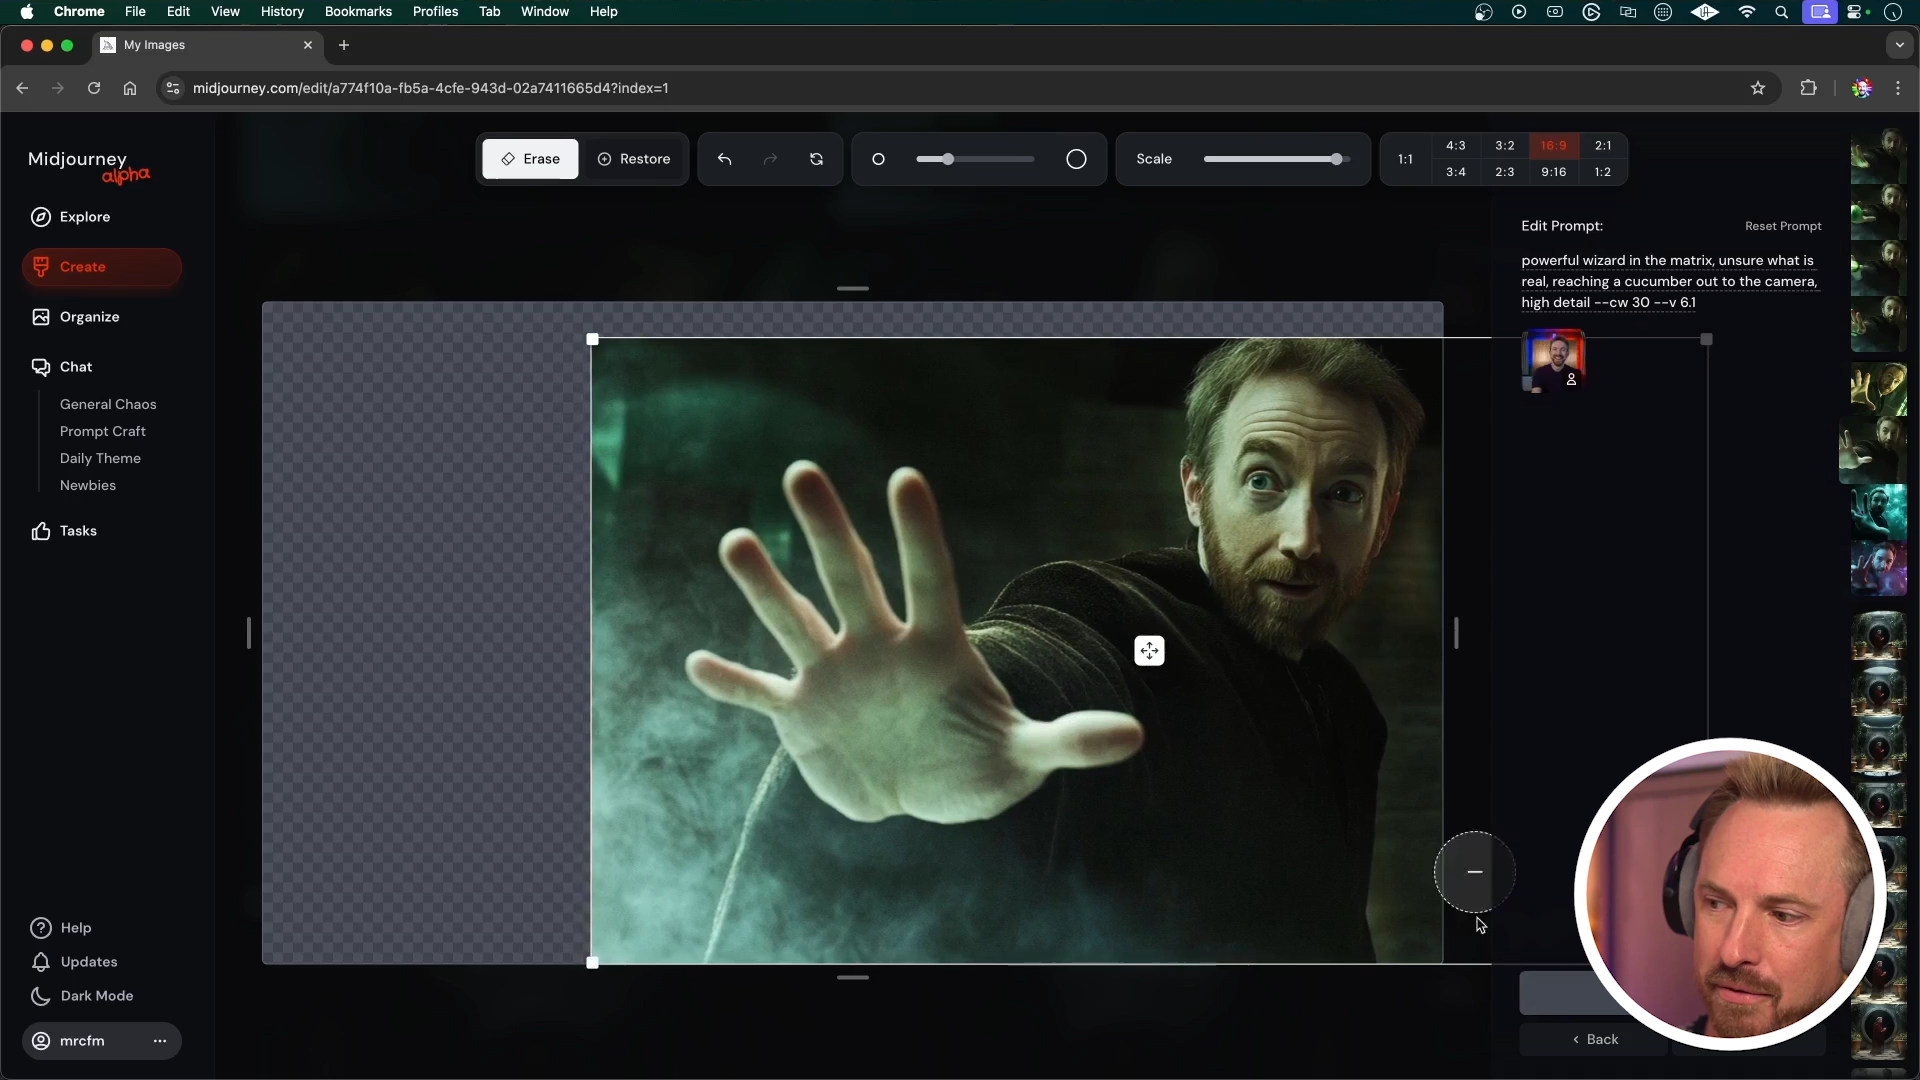 Chrome File Edit View History Bookmarks Profiles Tab Window Help
My Images
midjourney.com/edit/a774f10a-fb5a-4cfe-943d-02a7411665d4?index=1
Midjourney
alpha
Explore
Create
Organize
Chat
General Chaos
Prompt Craft
Daily Theme
Newbies
Tasks
Help
Updates
Dark Mode
mrcfm
Erase
Restore
Scale
1:1
4:3 3:2 16:9 2:1
3:4 2:3 9:16 1:2
Edit Prompt:
Reset Prompt
powerful wizard in the matrix, unsure what is
real, reaching a cucumber out to the camera,
high detail --cw 30 --v 6.1
Back